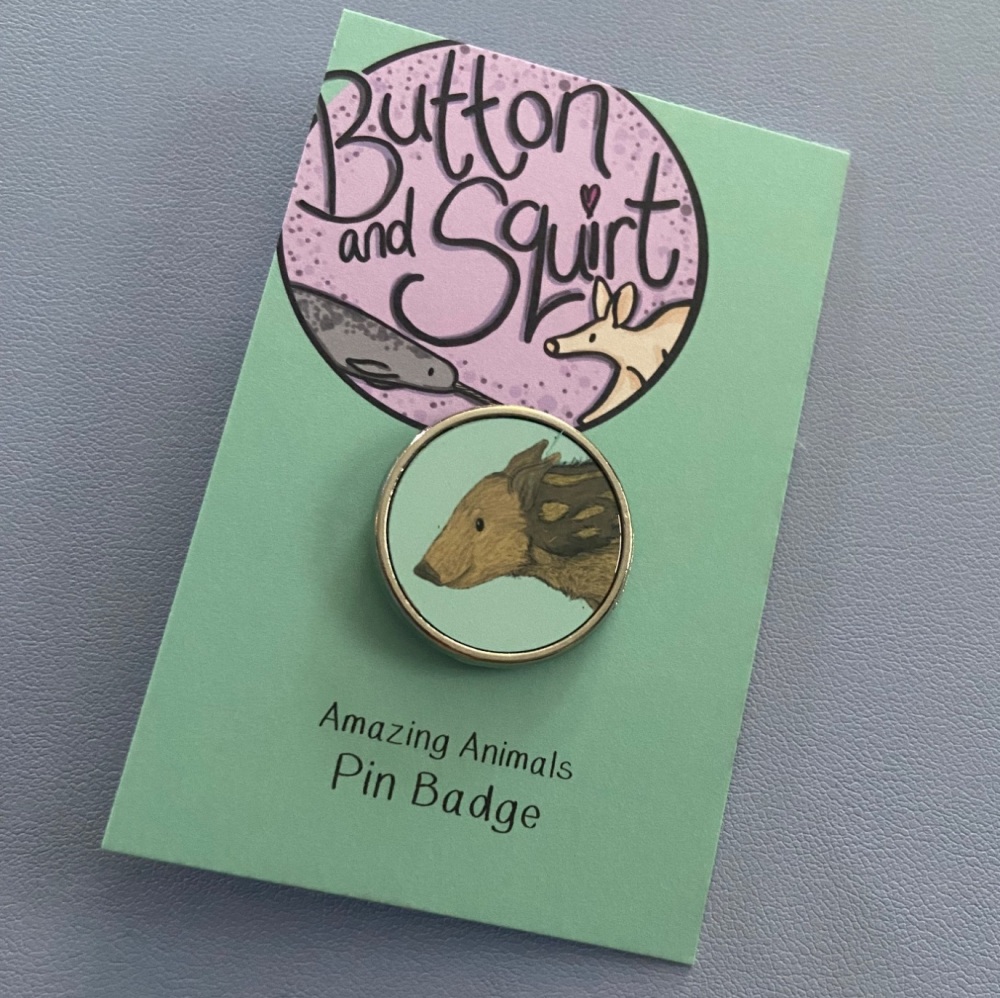 Button
and Squirt
Amazing Animals
Pin Badge